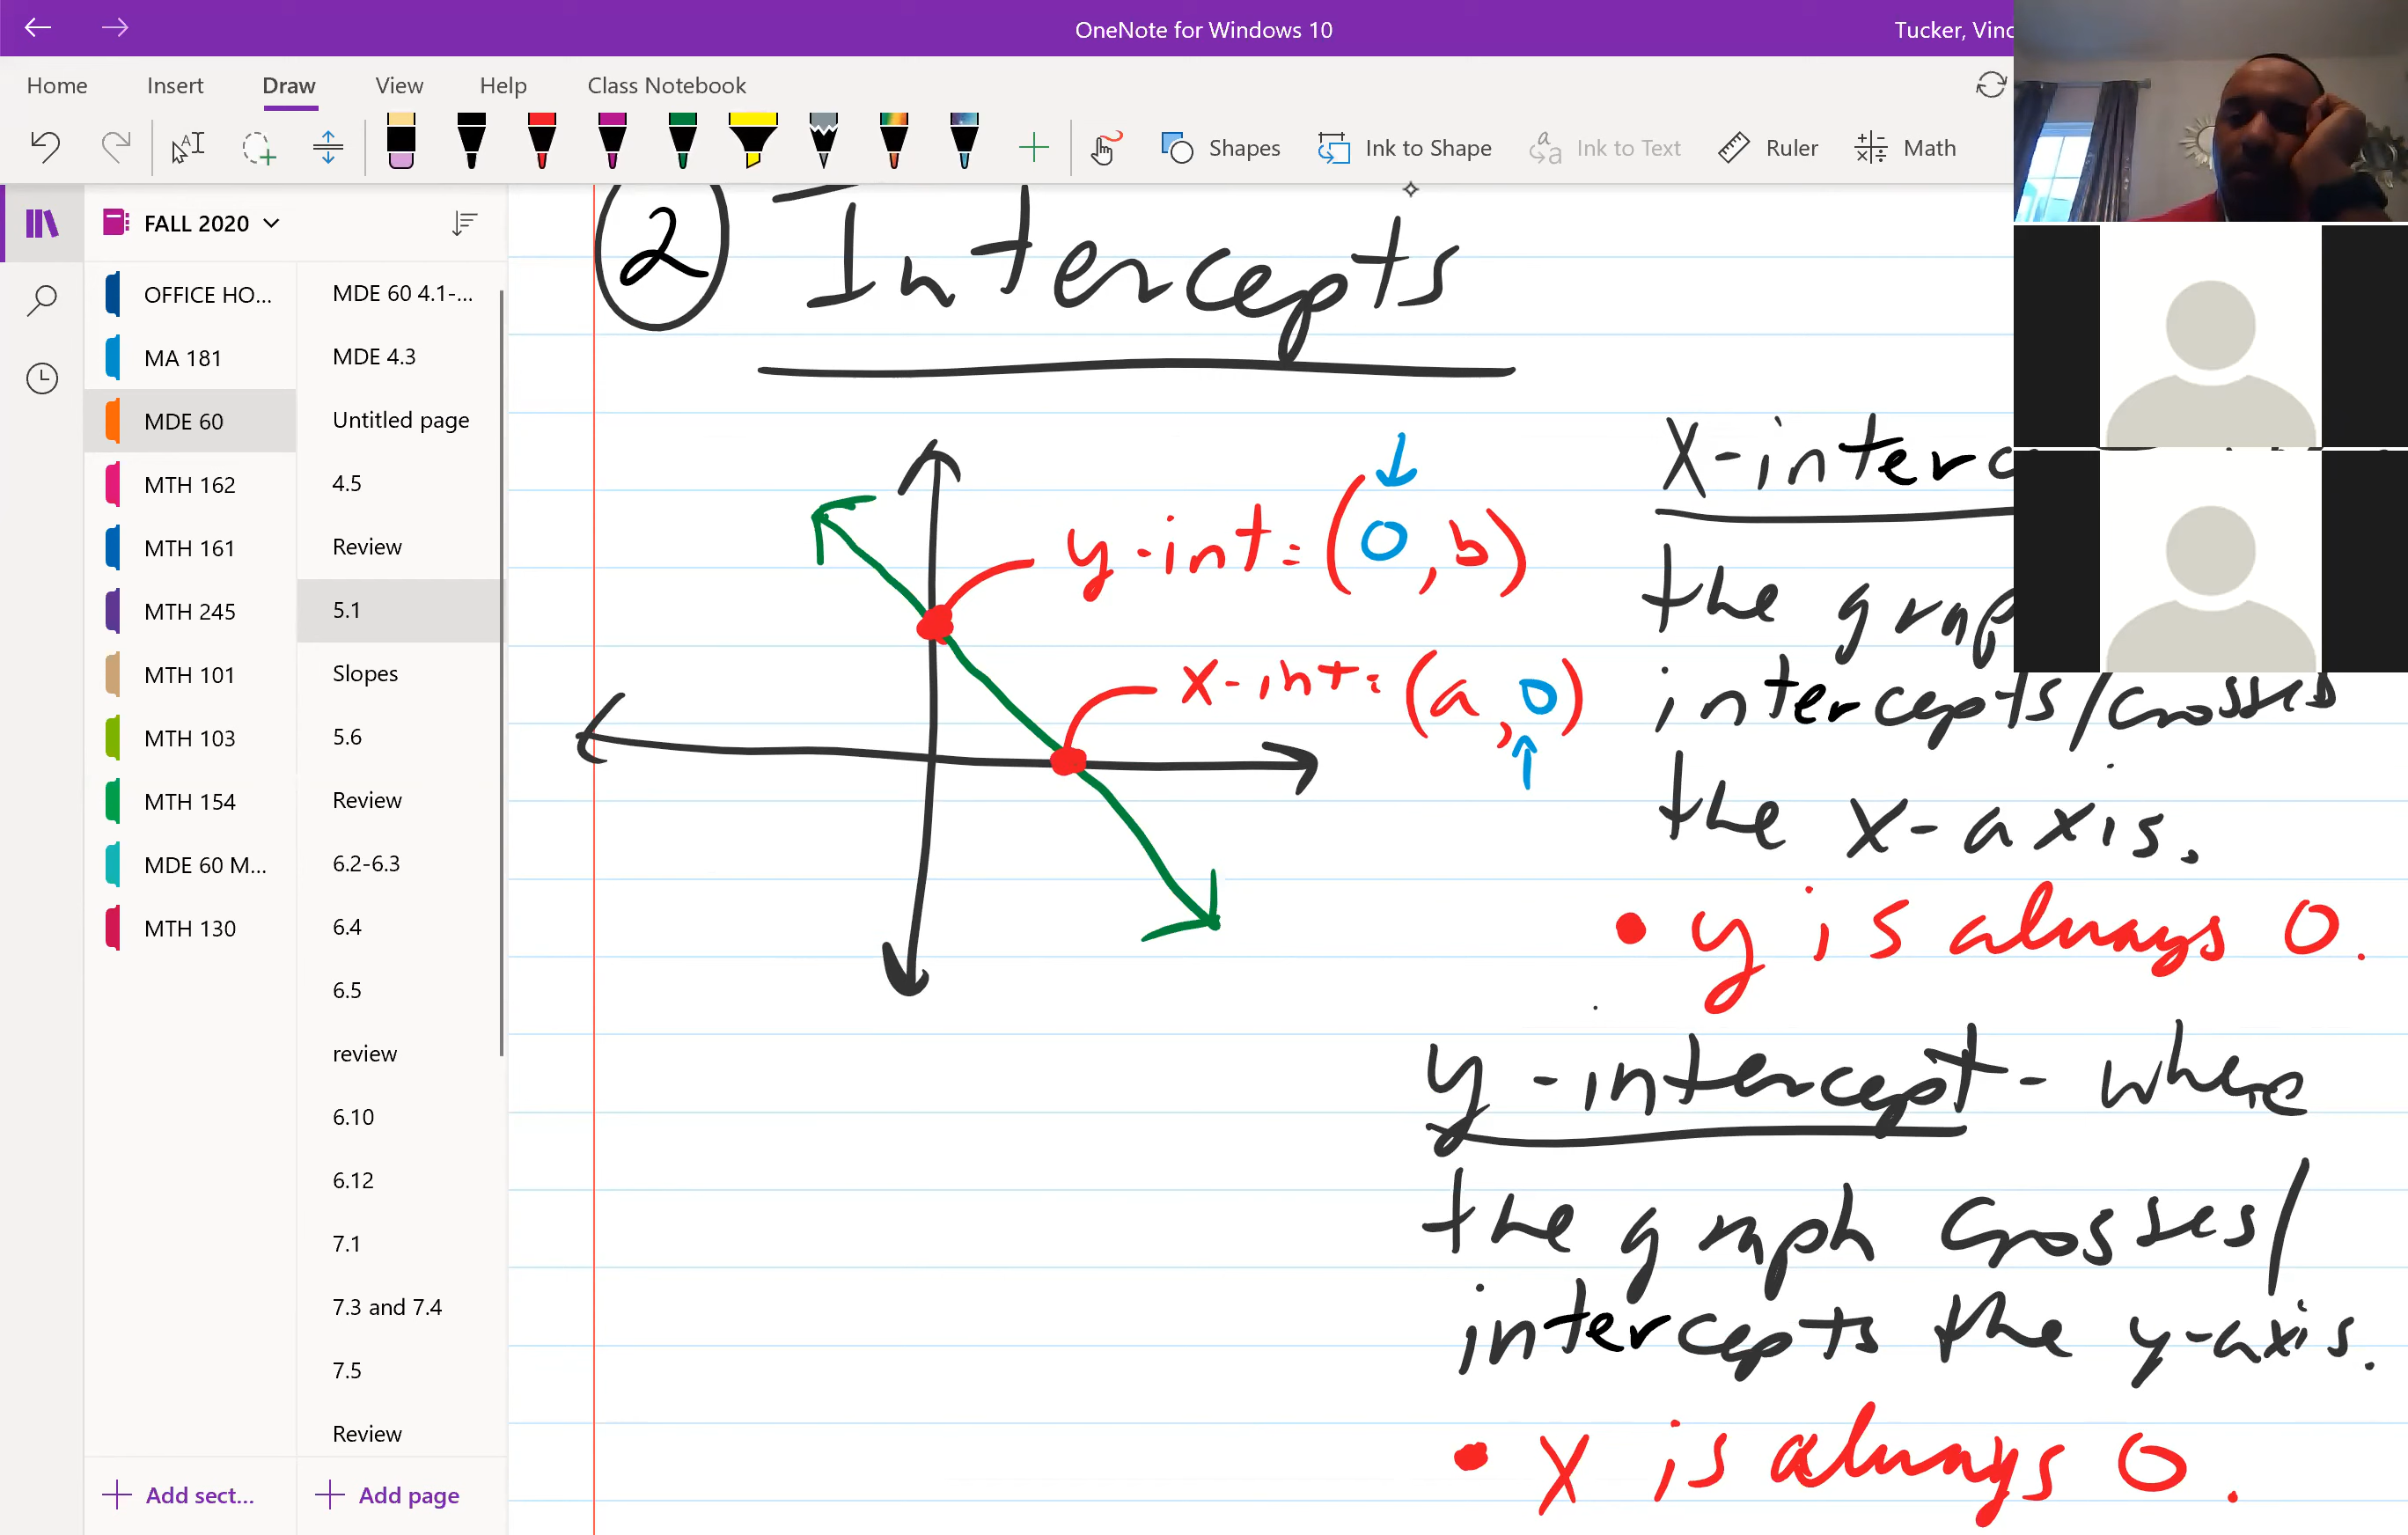 OneNote for Windows 10
Tucker, Vinc
Home Insert Draw View Help Class Notebook
Shapes Ink to Shape Ink to Text Ruler Math
FALL 2020
OFFICE HO...
MA 181
MDE 60
MTH 162
MTH 161
MTH 245
MTH 101
MTH 103
MTH 154
MDE 60 M...
MTH 130
Add sect...
MDE 60 4.1-...
MDE 4.3
Untitled page
4.5
Review
5.1
Slopes
5.6
Review
6.2-6.3
6.4
6.5
review
6.10
6.12
7.1
7.3 and 7.4
7.5
Review
Add page
2 Intercepts
y-int = (0, b)
x-int = (a, 0)
X-interc
the grap
intercepts/crosses
the x-axis.
• y is always 0.
y-intercept - where
the graph crosses/
intercepts the y-axis.
• x is always 0.